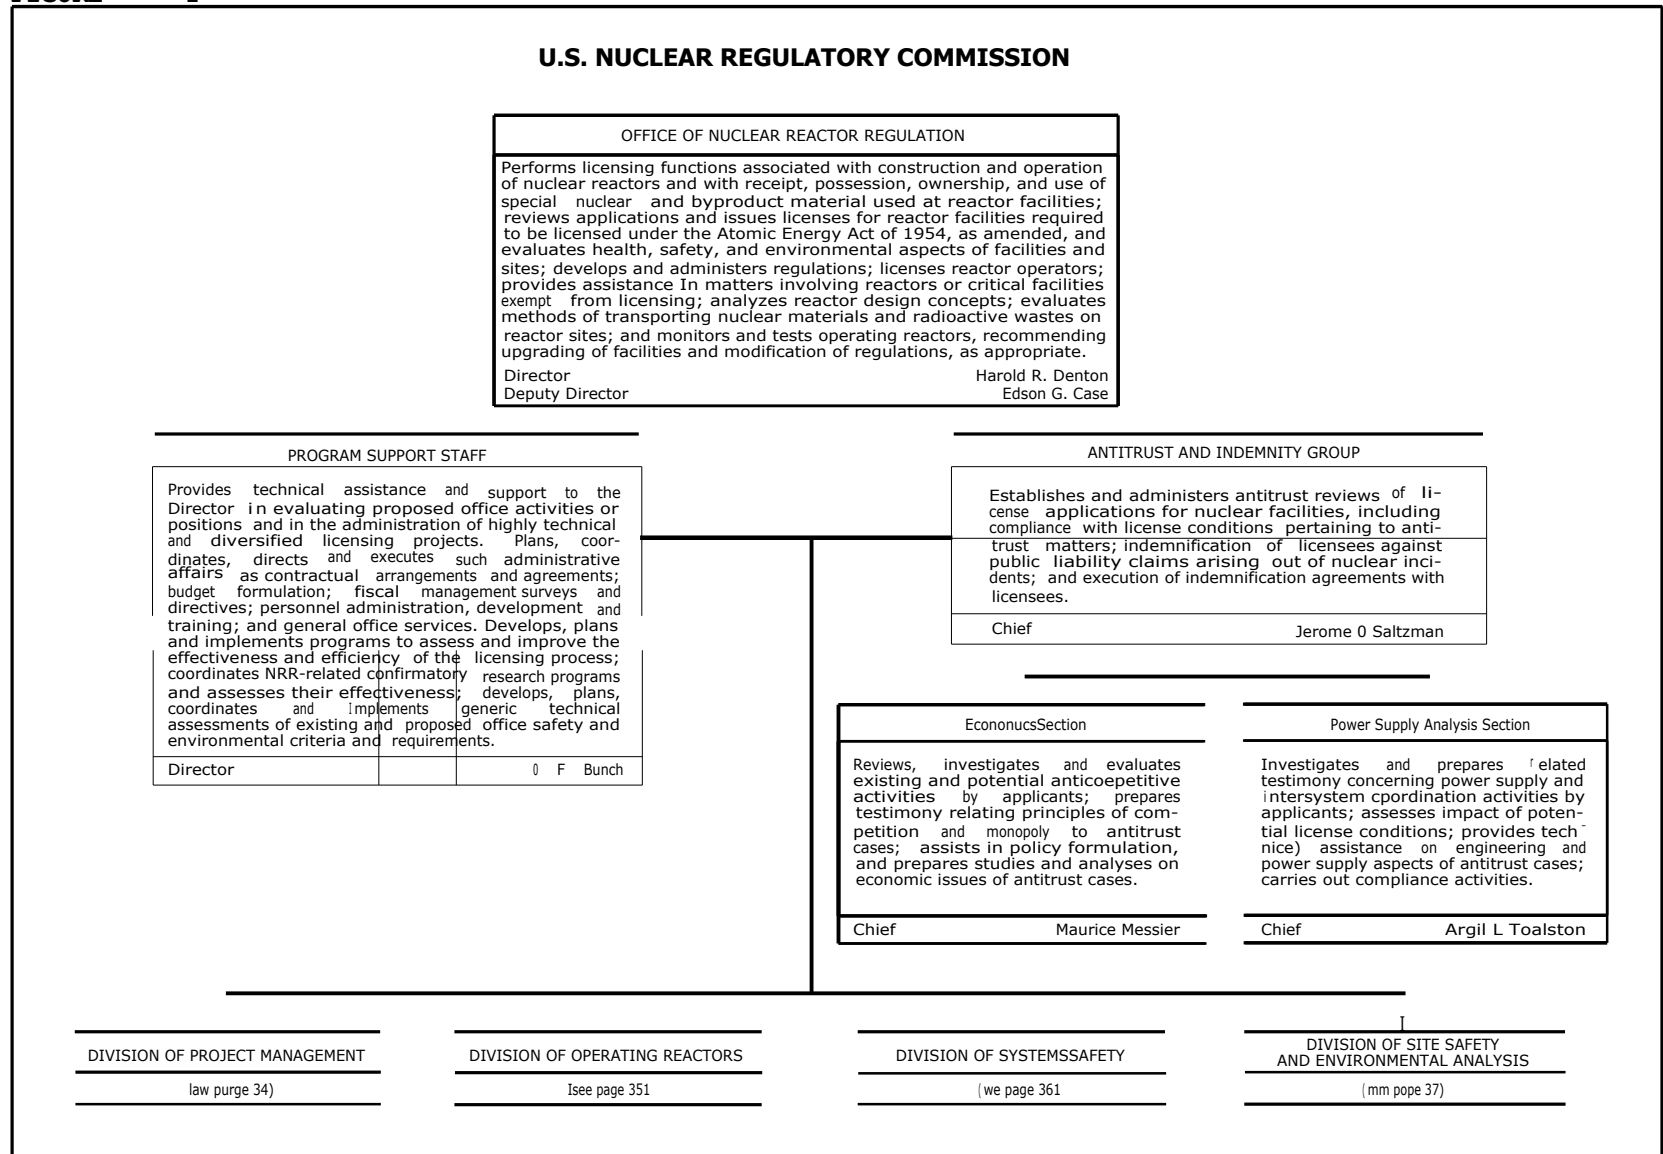 U.S. NUCLEAR REGULATORY COMMISSION
OFFICE OF NUCLEAR REACTOR REGULATION
Performs licensing functions associated with construction and operation
of nuclear reactors and with receipt, possession, ownership, and use of
special nuclear and byproduct material used at reactor facilities;
reviews applications and issues licenses for reactor facilities required
to be licensed under the Atomic Energy Act of 1954, as amended, and
evaluates health, safety, and environmental aspects of facilities and
sites; develops and administers regulations; licenses reactor operators;
provides assistance In matters involving reactors or critical facilities
exempt from licensing; analyzes reactor design concepts; evaluates
methods of transporting nuclear materials and radioactive wastes on
reactor sites; and monitors and tests operating reactors, recommending
upgrading of facilities and modification of regulations, as appropriate.
Director Harold R. Denton
Deputy Director Edson G. Case
PROGRAM SUPPORT STAFF
Provides technical assistance and support to the
Director in evaluating proposed office activities or
positions and in the administration of highly technical
and diversified licensing projects. Plans, coor-
dinates, directs and executes such administrative
affairs as contractual arrangements and agreements;
budget formulation; fiscal management surveys and
directives; personnel administration, development and
training; and general office services. Develops, plans
and implements programs to assess and improve the
effectiveness and efficiency of the licensing process;
coordinates NRR-related confirmatory research programs
and assesses their effectiveness; develops, plans,
coordinates and Implements generic technical
assessments of existing and proposed office safety and
environmental criteria and requirements.
Director 0 F Bunch
ANTITRUST AND INDEMNITY GROUP
Establishes and administers antitrust reviews of li-
cense applications for nuclear facilities, including
compliance with license conditions pertaining to anti-
trust matters; indemnification of licensees against
public liability claims arising out of nuclear inci-
dents; and execution of indemnification agreements with
licensees.
Chief Jerome 0 Saltzman
EcononucsSection
Reviews, investigates and evaluates
existing and potential anticoepetitive
activities by applicants; prepares
testimony relating principles of com-
petition and monopoly to antitrust
cases; assists in policy formulation,
and prepares studies and analyses on
economic issues of antitrust cases.
Chief Maurice Messier
Power Supply Analysis Section
Investigates and prepares related
testimony concerning power supply and
intersystem cpordination activities by
applicants; assesses impact of poten-
tial license conditions; provides tech-
nice) assistance on engineering and
power supply aspects of antitrust cases;
carries out compliance activities.
Chief Argil L Toalston
I
DIVISION OF PROJECT MANAGEMENT
law purge 34)
DIVISION OF OPERATING REACTORS
Isee page 351
DIVISION OF SYSTEMSSAFETY
(we page 361
DIVISION OF SITE SAFETY
AND ENVIRONMENTAL ANALYSIS
(mm pope 37)